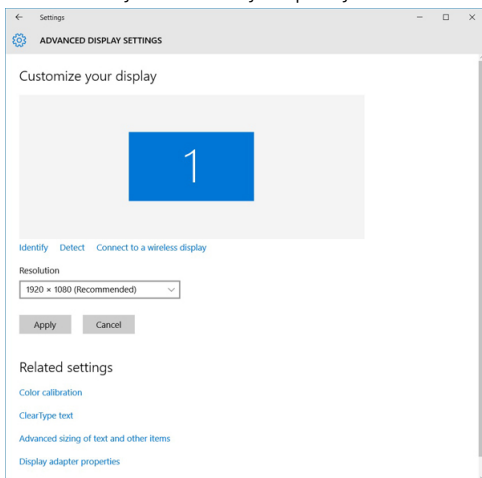 Settings
ADVANCED DISPLAY SETTINGS
Customize your display
1
Identify Detect Connect to a wireless display
Resolution
1920 × 1080 (Recommended)
Apply Cancel
Related settings
Color calibration
ClearType text
Advanced sizing of text and other items
Display adapter properties